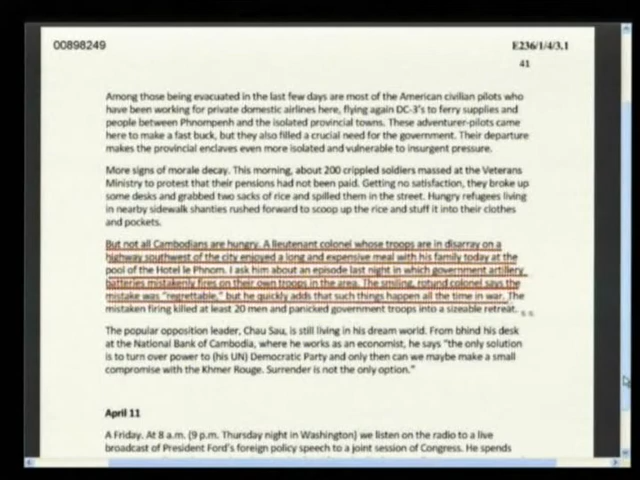 00898249
E236/1/4/3.1
41
Among those being evacuated in the last few days are most of the American civilian pilots who
have been working for private domestic airlines here, flying again DC-3's to ferry supplies and
people between Phnompenh and the isolated provincial towns. These adventurer-pilots came
here to make a fast buck, but they also filled a crucial need for the government. Their departure
makes the provincial enclaves even more isolated and vulnerable to insurgent pressure.
More signs of morale decay. This morning, about 200 crippled soldiers massed at the Veterans
Ministry to protest that their pensions had not been paid. Getting no satisfaction, they broke up
some desks and grabbed two sacks of rice and spilled them in the street. Hungry refugees living
in nearby sidewalk shanties rushed forward to scoop up the rice and stuff it into their clothes
and pockets.
But not all Cambodians are hungry. A lieutenant colonel whose troops are in disarray on a
highway southwest of the city enjoyed a long and expensive meal with his family today at the
pool of the Hotel le Phnom. I ask him about an episode last night in which government artillery
batteries mistakenly fires on their own troops in the area. The smiling, rotund colonel says the
mistake was "regrettable," but he quickly adds that such things happen all the time in war. The
mistaken firing killed at least 20 men and panicked government troops into a sizeable retreat.
The popular opposition leader, Chau Sau, is still living in his dream world. From bhind his desk
at the National Bank of Cambodia, where he works as an economist, he says "the only solution
is to turn over power to (his UN) Democratic Party and only then can we maybe make a small
compromise with the Khmer Rouge. Surrender is not the only option."
April 11
A Friday. At 8 a.m. (9 p.m. Thursday night in Washington) we listen on the radio to a live
broadcast of President Ford's foreign policy speech to a joint session of Congress. He spends